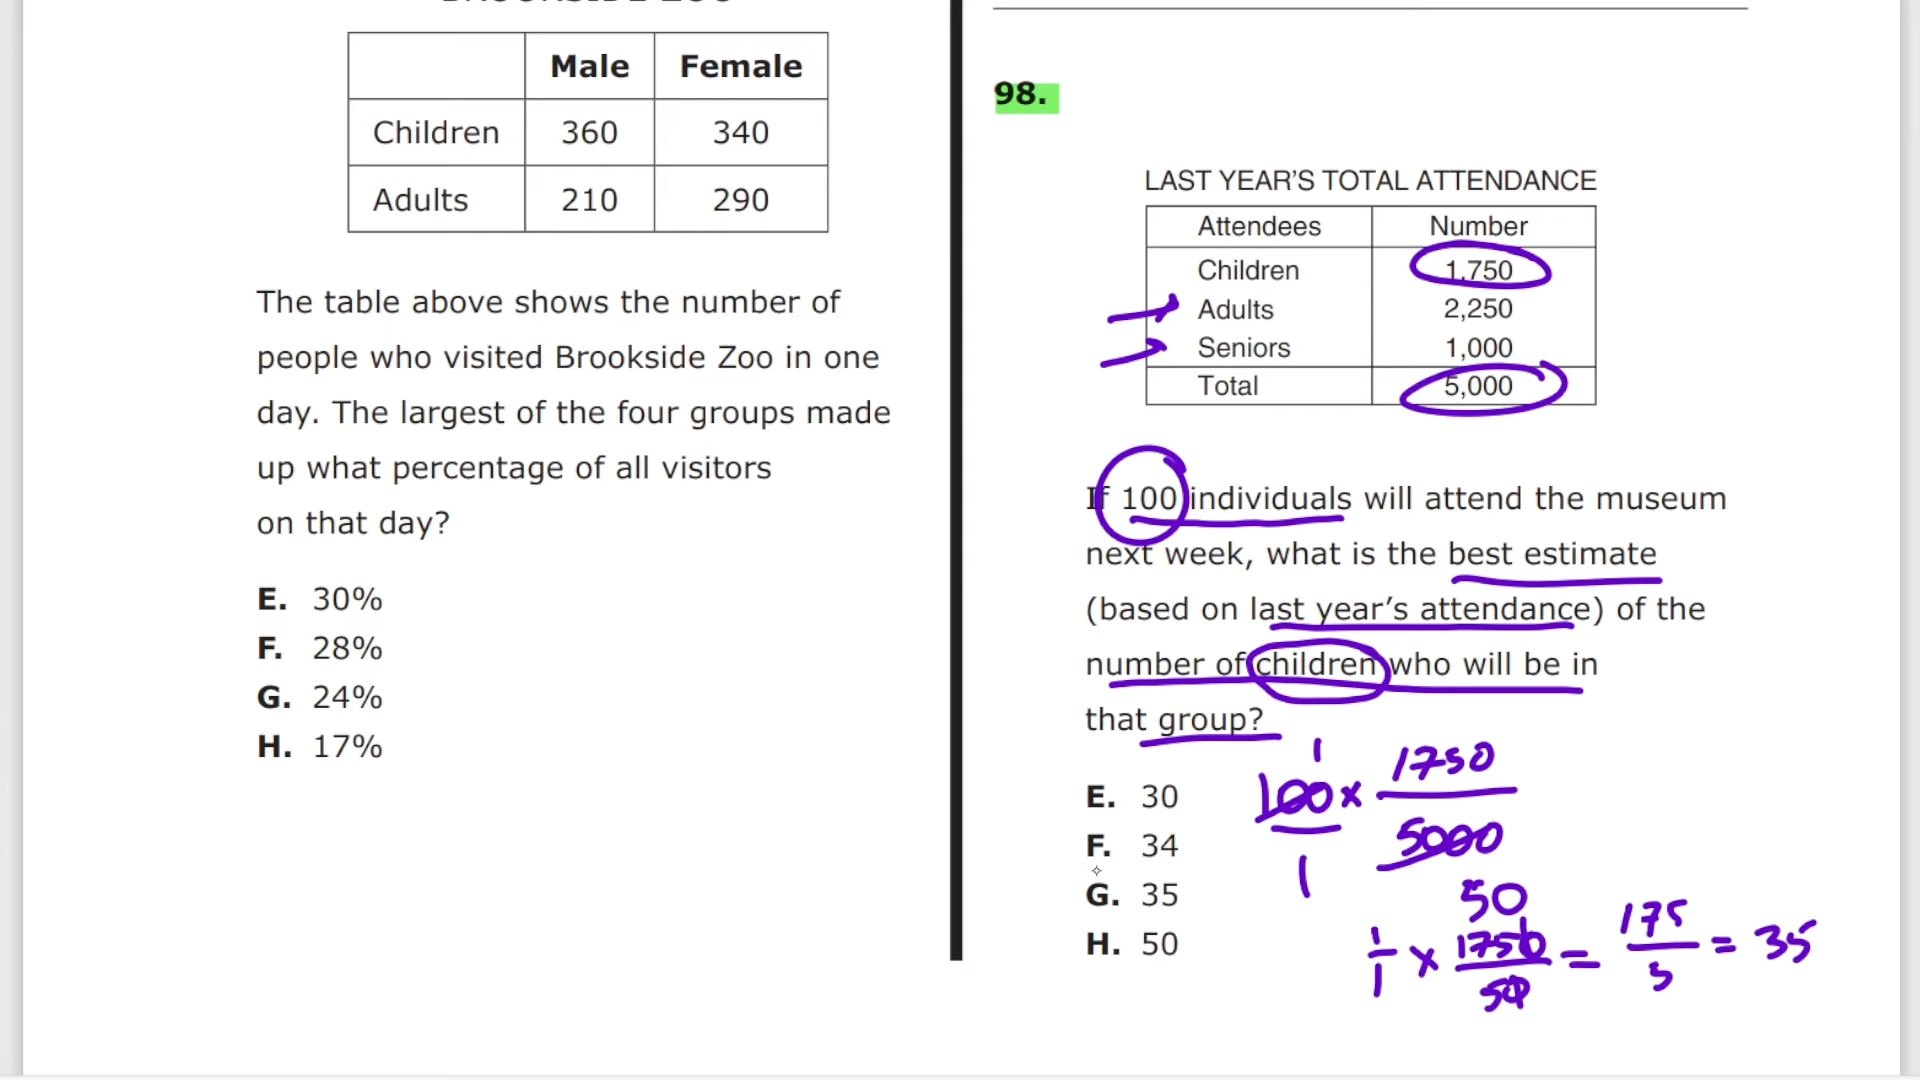 BROOKSIDE ZOO
Male Female
Children 360 340
Adults 210 290
The table above shows the number of
people who visited Brookside Zoo in one
day. The largest of the four groups made
up what percentage of all visitors
on that day?
E. 30%
F. 28%
G. 24%
H. 17%
98.
LAST YEAR'S TOTAL ATTENDANCE
Attendees Number
Children 1,750
Adults 2,250
Seniors 1,000
Total 5,000
If 100 individuals will attend the museum
next week, what is the best estimate
(based on last year's attendance) of the
number of children who will be in
that group?
E. 30
F. 34
G. 35
H. 50
1
100 × 1750
1 5000
50
1 × 1750 = 175 = 35
1 50 5